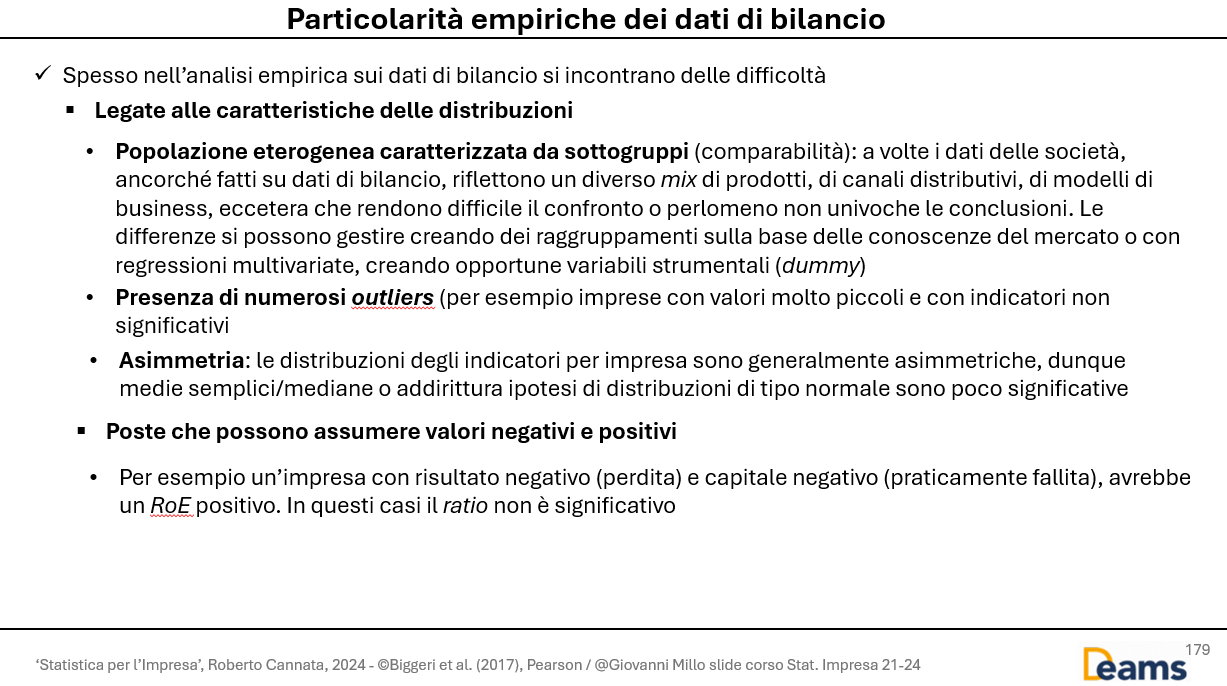 Particolarità empiriche dei dati di bilancio
✓ Spesso nell’analisi empirica sui dati di bilancio si incontrano delle difficoltà
▪ Legate alle caratteristiche delle distribuzioni
• Popolazione eterogenea caratterizzata da sottogruppi (comparabilità): a volte i dati delle società,
ancorché fatti su dati di bilancio, riflettono un diverso mix di prodotti, di canali distributivi, di modelli di
business, eccetera che rendono difficile il confronto o perlomeno non univoche le conclusioni. Le
differenze si possono gestire creando dei raggruppamenti sulla base delle conoscenze del mercato o con
regressioni multivariate, creando opportune variabili strumentali (dummy)
• Presenza di numerosi outliers (per esempio imprese con valori molto piccoli e con indicatori non
significativi
• Asimmetria: le distribuzioni degli indicatori per impresa sono generalmente asimmetriche, dunque
medie semplici/mediane o addirittura ipotesi di distribuzioni di tipo normale sono poco significative
▪ Poste che possono assumere valori negativi e positivi
• Per esempio un’impresa con risultato negativo (perdita) e capitale negativo (praticamente fallita), avrebbe
un RoE positivo. In questi casi il ratio non è significativo
‘Statistica per l’Impresa’, Roberto Cannata, 2024 - ©Biggeri et al. (2017), Pearson / @Giovanni Millo slide corso Stat. Impresa 21-24
Deams
179